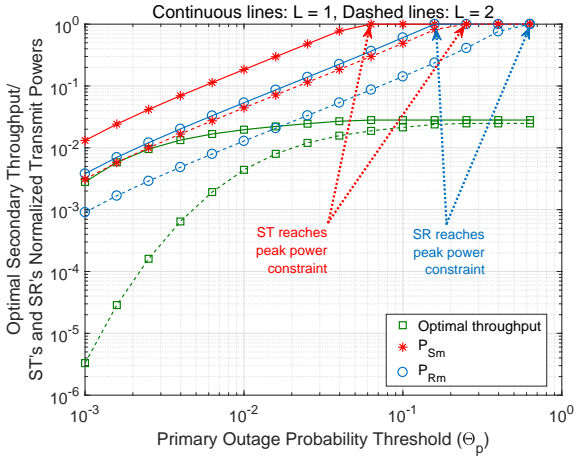 Continuous lines: L = 1, Dashed lines: L = 2
Optimal Secondary Throughput/
ST's and SR's Normalized Transmit Powers
10^0
10^-1
10^-2
10^-3
10^-4
10^-5
10^-6
ST reaches
peak power
constraint
SR reaches
peak power
constraint
Optimal throughput
P_Sm
P_Rm
10^-3
10^-2
10^-1
10^0
Primary Outage Probability Threshold (Θ_p)